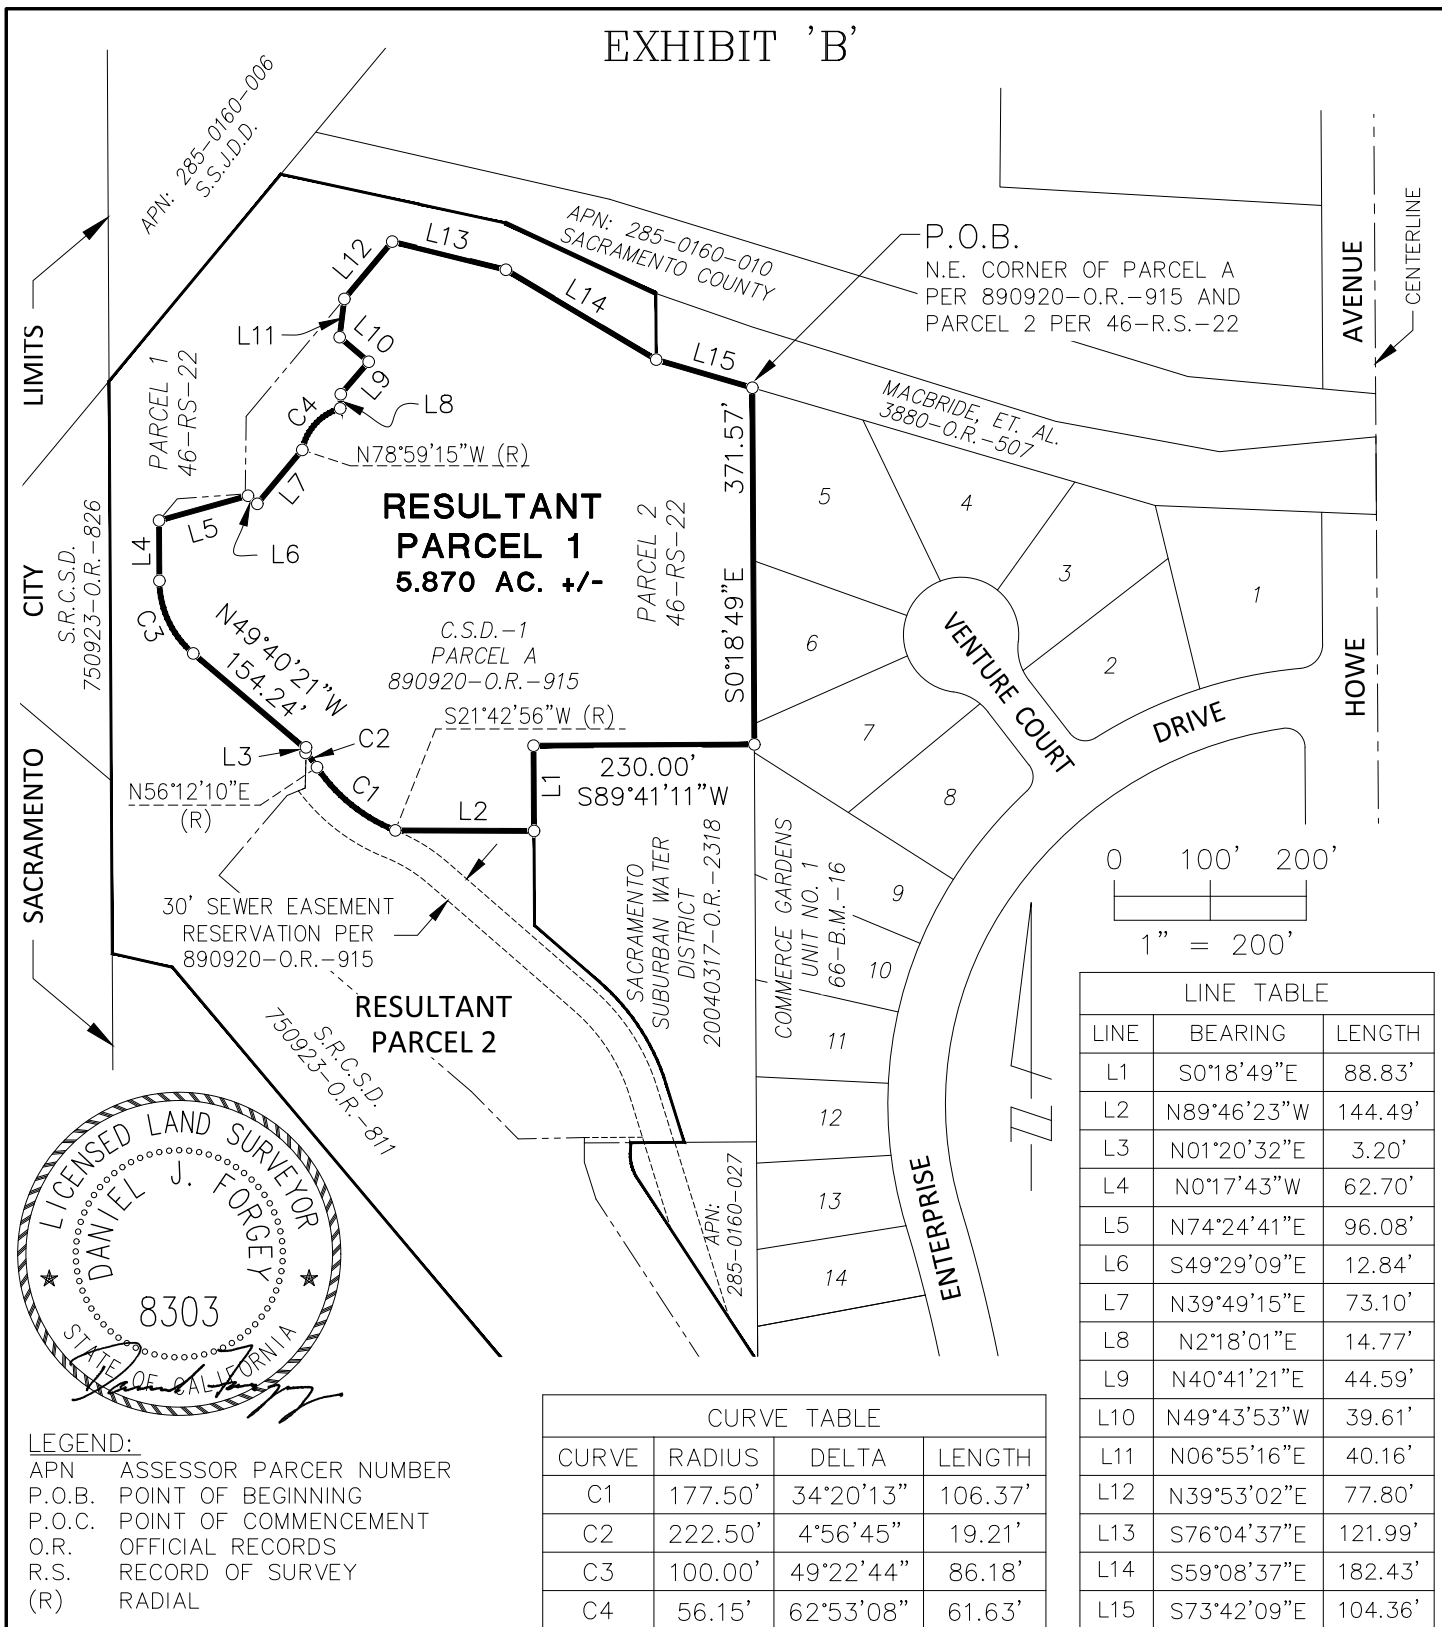 EXHIBIT 'B'
APN: 285-0160-006
S.S.J.D.D.
APN: 285-0160-010
SACRAMENTO COUNTY
P.O.B.
N.E. CORNER OF PARCEL A
PER 890920-O.R.-915 AND
PARCEL 2 PER 46-R.S.-22
HOWE AVENUE
CENTERLINE
SACRAMENTO CITY LIMITS
PARCEL 1
46-RS-22
L12
L13
L14
L15
L11
L10
L9
L8
C4
N78°59'15"W (R)
L7
L5
L6
L4
C3
MACBRIDE, ET. AL.
3880-O.R.-507
371.57'
S0°18'49"E
RESULTANT
PARCEL 1
5.870 AC. +/-
PARCEL 2
46-RS-22
S.R.C.S.D.
750923-O.R.-826
N49°40'21"W
154.24'
C.S.D.-1
PARCEL A
890920-O.R.-915
S21°42'56"W (R)
L3
C2
N56°12'10"E
(R)
C1
L2
L1
230.00'
S89°41'11"W
5
4
3
1
6
2
7
8
9
10
11
12
13
14
VENTURE COURT
ENTERPRISE DRIVE
30' SEWER EASEMENT
RESERVATION PER
890920-O.R.-915
RESULTANT
PARCEL 2
S.R.C.S.D.
750923-O.R.-811
SACRAMENTO
SUBURBAN WATER
DISTRICT
20040317-O.R.-2318
COMMERCE GARDENS
UNIT NO. 1
66-B.M.-16
APN:
285-0160-027
0 100' 200'
1" = 200'
LICENSED LAND SURVEYOR
DANIEL J. FORGEY
8303
STATE OF CALIFORNIA
LEGEND:
APN ASSESSOR PARCER NUMBER
P.O.B. POINT OF BEGINNING
P.O.C. POINT OF COMMENCEMENT
O.R. OFFICIAL RECORDS
R.S. RECORD OF SURVEY
(R) RADIAL
CURVE TABLE
CURVE RADIUS DELTA LENGTH
C1 177.50' 34°20'13" 106.37'
C2 222.50' 4°56'45" 19.21'
C3 100.00' 49°22'44" 86.18'
C4 56.15' 62°53'08" 61.63'
LINE TABLE
LINE BEARING LENGTH
L1 S0°18'49"E 88.83'
L2 N89°46'23"W 144.49'
L3 N01°20'32"E 3.20'
L4 N0°17'43"W 62.70'
L5 N74°24'41"E 96.08'
L6 S49°29'09"E 12.84'
L7 N39°49'15"E 73.10'
L8 N2°18'01"E 14.77'
L9 N40°41'21"E 44.59'
L10 N49°43'53"W 39.61'
L11 N06°55'16"E 40.16'
L12 N39°53'02"E 77.80'
L13 S76°04'37"E 121.99'
L14 S59°08'37"E 182.43'
L15 S73°42'09"E 104.36'